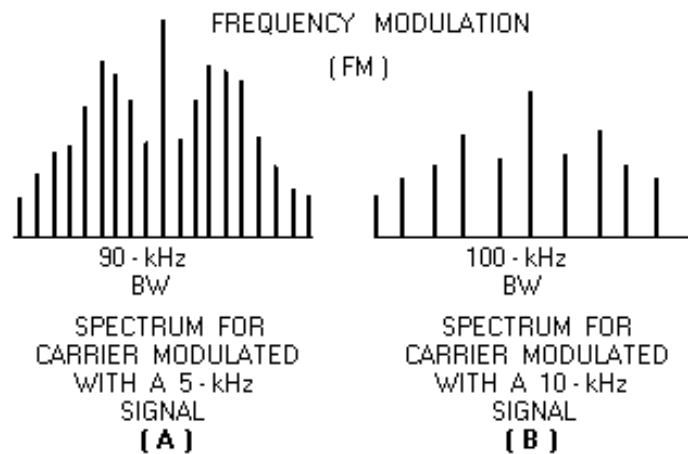 FREQUENCY MODULATION
(FM)
90-kHz
BW
SPECTRUM FOR
CARRIER MODULATED
WITH A 5-kHz
SIGNAL
(A)
100-kHz
BW
SPECTRUM FOR
CARRIER MODULATED
WITH A 10-kHz
SIGNAL
(B)